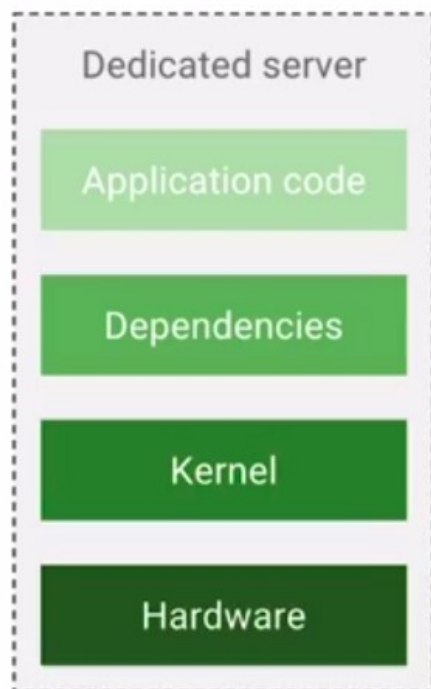 Dedicated server
Application code
Dependencies
Kernel
Hardware